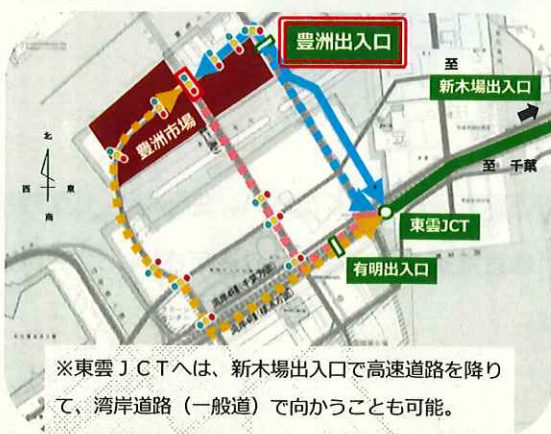 豊洲出入口
至
新木場出入口
北
西 東
南
豊洲市場
至 千葉
東雲JCT
有明出入口
※東雲ＪＣＴへは、新木場出入口で高速道路を降り
て、湾岸道路（一般道）で向かうことも可能。